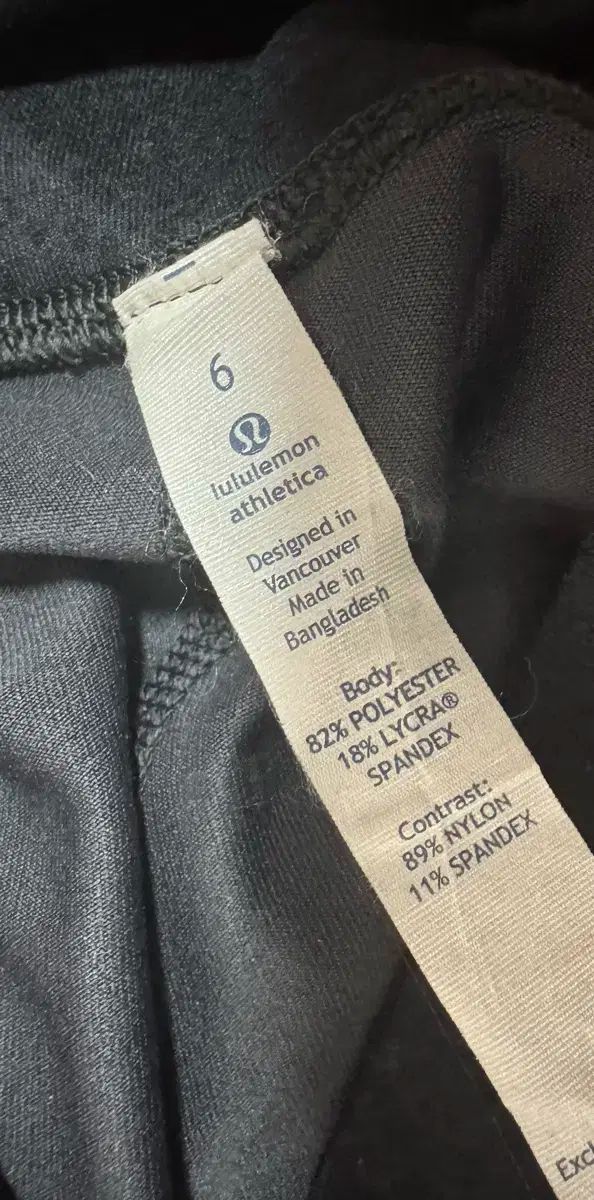 6
lululemon
athletica
Designed in
Vancouver
Made in
Bangladesh
Body:
82% POLYESTER
18% LYCRA®
SPANDEX
Contrast:
89% NYLON
11% SPANDEX